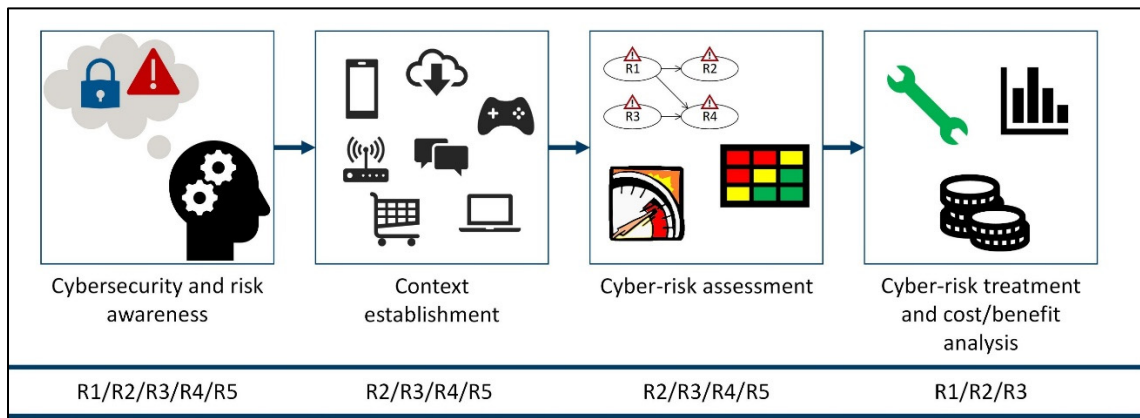 R1
R2
R3
R4
Cybersecurity and risk
awareness
Context
establishment
Cyber-risk assessment
Cyber-risk treatment
and cost/benefit
analysis
R1/R2/R3/R4/R5
R2/R3/R4/R5
R2/R3/R4/R5
R1/R2/R3